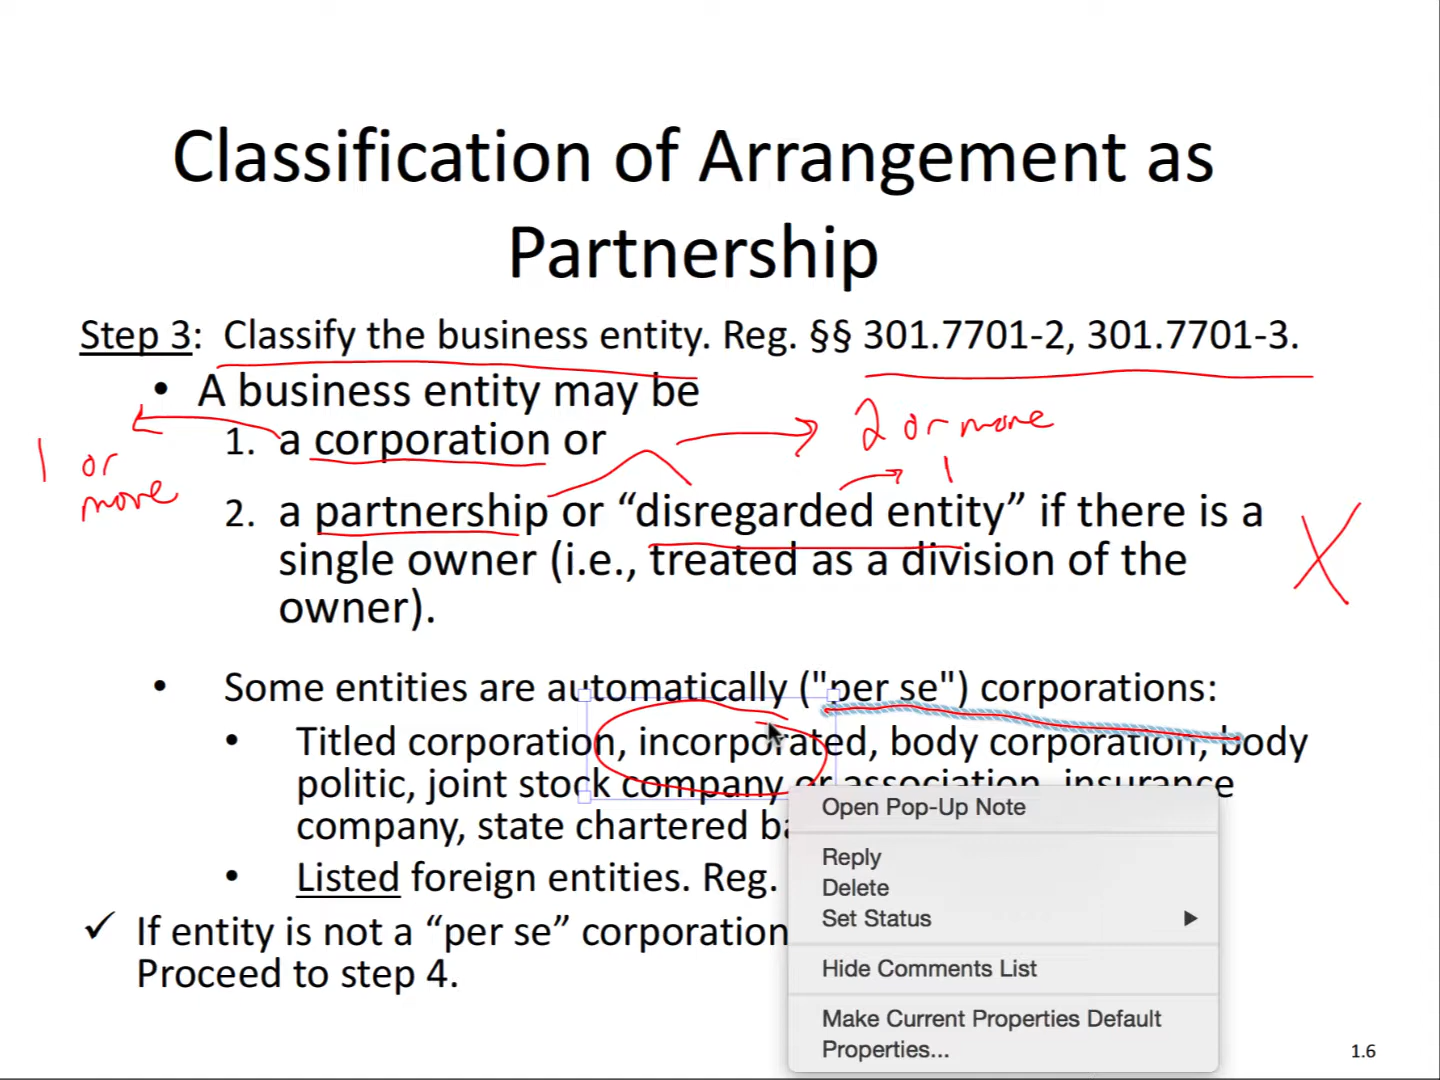 Classification of Arrangement as
Partnership
Step 3: Classify the business entity. Reg. §§ 301.7701-2, 301.7701-3.
• A business entity may be
1. a corporation or
2 or more
1 or
more
1
2. a partnership or “disregarded entity” if there is a
single owner (i.e., treated as a division of the
owner).
X
• Some entities are automatically ("per se") corporations:
• Titled corporation, incorporated, body corporation, body
politic, joint stock company or association, insurance
company, state chartered
• Listed foreign entities. Reg.
✓ If entity is not a “per se” corporation
Proceed to step 4.
Open Pop-Up Note
Reply
Delete
Set Status
Hide Comments List
Make Current Properties Default
Properties...
1.6